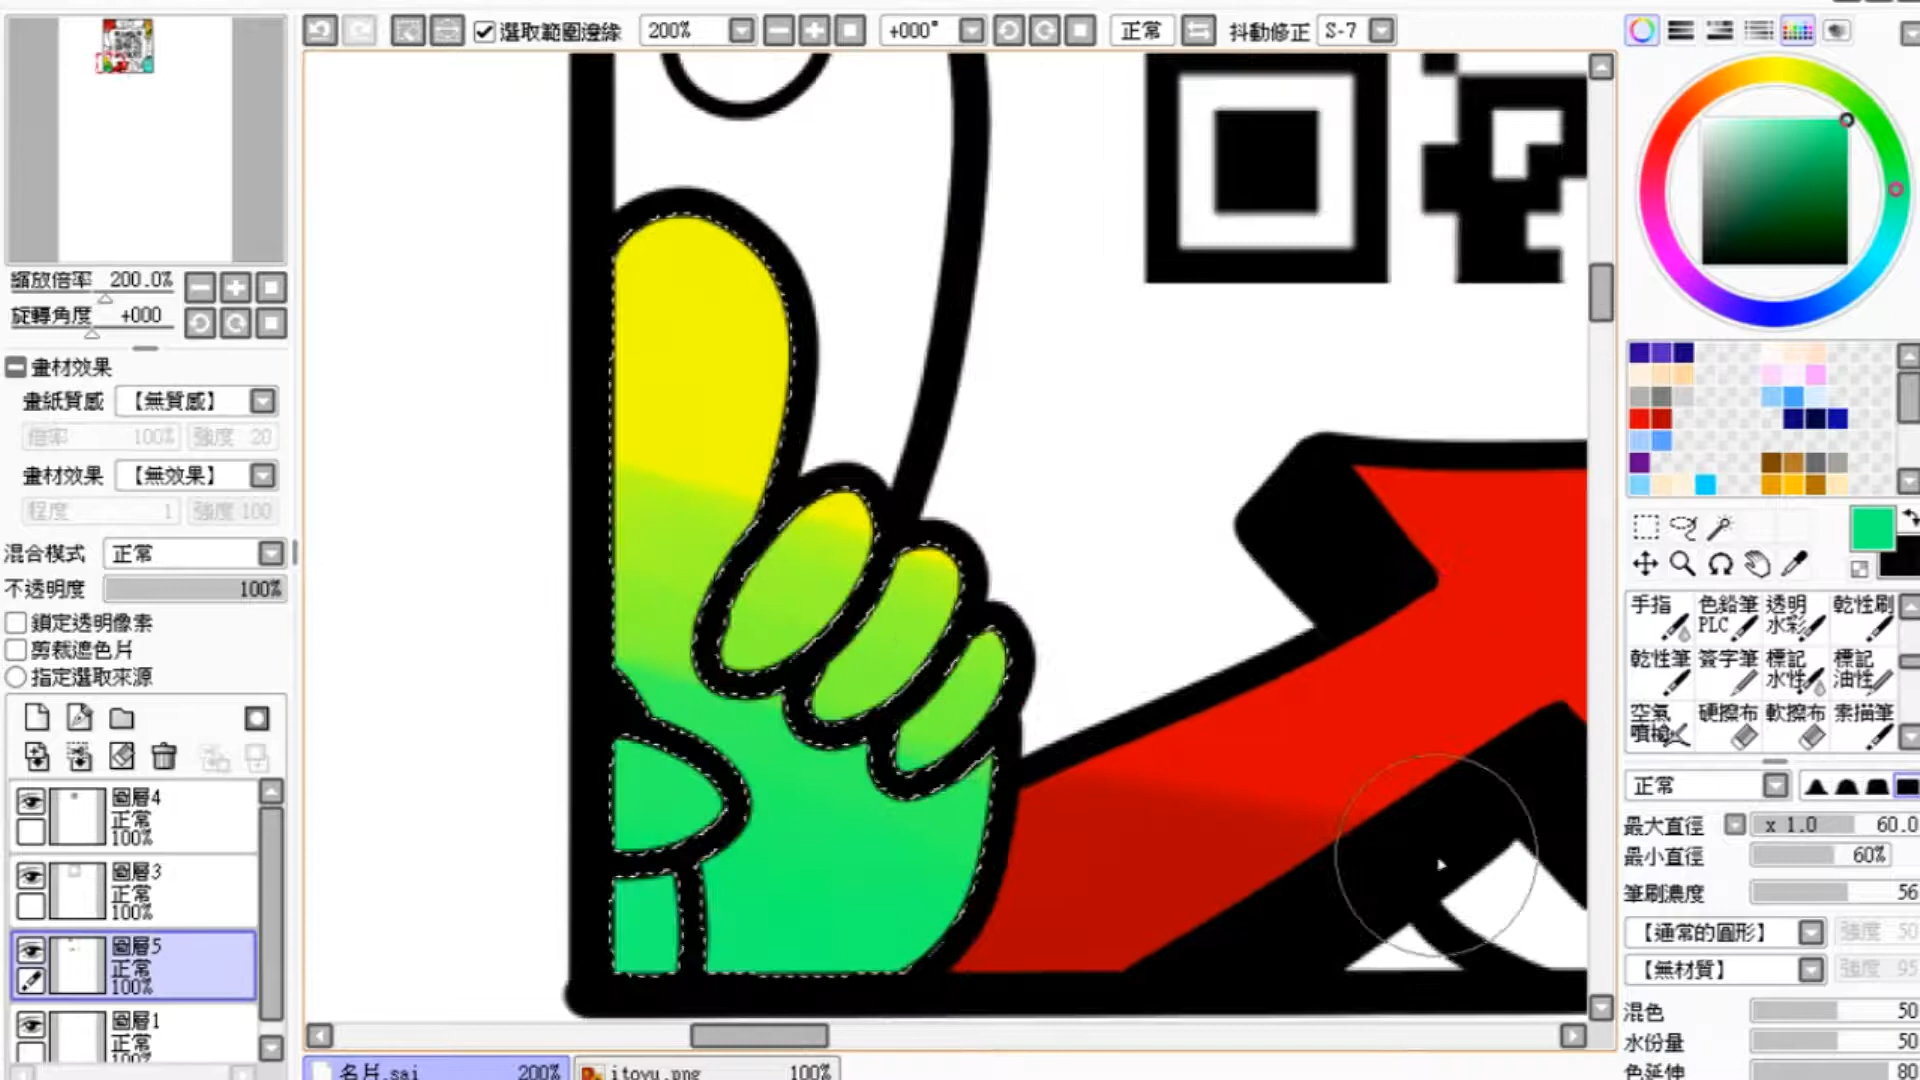 選取範圍邊緣 200% +000° 正常 抖動修正 S-7
縮放倍率 200.0%
旋轉角度 +000
畫材效果
畫紙質感 【無質感】
倍率 100% 強度 20
畫材效果 【無效果】
程度 1 強度 100
混合模式 正常
不透明度 100%
鎖定透明像素
剪裁遮色片
指定選取來源
圖層4
正常
100%
圖層3
正常
100%
圖層5
正常
100%
圖層1
正常
100%
名片.sai 200% itoyu.png 100%
手指 色鉛筆PLC 透明水彩 乾性刷
乾性筆 簽字筆 標記水性 標記油性
空氣噴槍 硬擦布 軟擦布 素描筆
正常
最大直徑 x 1.0 60.0
最小直徑 60%
筆刷濃度 56
【通常的圓形】 強度 50
【無材質】 強度 95
混色 50
水份量 50
色延伸 80